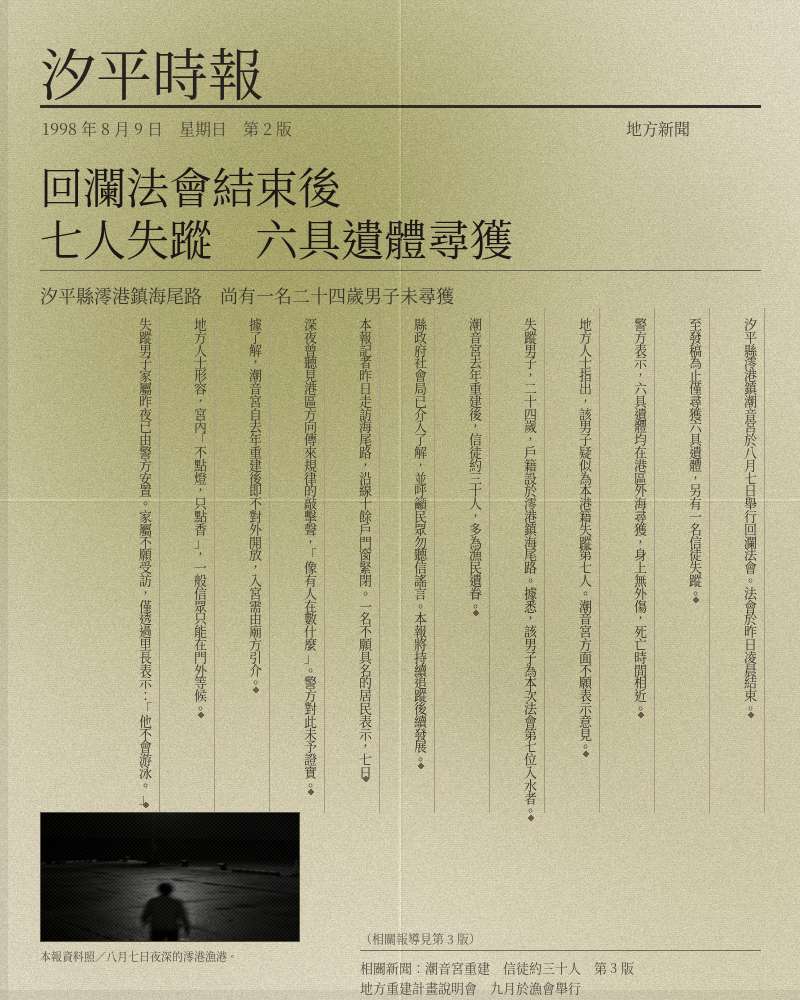 汐平時報
1998 年 8 月 9 日　星期日　第 2 版
地方新聞
回瀾法會結束後
七人失蹤　六具遺體尋獲
汐平縣澪港鎮海尾路　尚有一名二十四歲男子未尋獲
汐平縣澪港鎮潮音宮於八月七日舉行回瀾法會。法會於昨日凌晨結束。◆
至發稿為止僅尋獲六具遺體，另有一名信徒失蹤。◆
警方表示，六具遺體均在港區外海尋獲，身上無外傷，死亡時間相近。◆
地方人士指出，該男子疑似為本港籍失蹤第七人。潮音宮方面不願表示意見。◆
失蹤男子，二十四歲，戶籍設於澪港鎮海尾路。據悉，該男子為本次法會第七位入水者。◆
潮音宮去年重建後，信徒約三十人，多為漁民遺眷。◆
縣政府社會局已介入了解，並呼籲民眾勿聽信謠言。本報將持續追蹤後續發展。◆
本報記者昨日走訪海尾路，沿線十餘戶門窗緊閉。一名不願具名的居民表示，七日◆
深夜曾聽見港區方向傳來規律的敲擊聲，「像有人在數什麼」。警方對此未予證實。◆
據了解，潮音宮自去年重建後即不對外開放，入宮需由廟方引介。◆
地方人士形容，宮內「不點燈，只點香」，一般信眾只能在門外等候。◆
失蹤男子家屬昨夜已由警方安置。家屬不願受訪，僅透過里長表示：「他不會游泳。」◆
本報資料照／八月七日夜深的澪港漁港。
（相關報導見第 3 版）
相關新聞：潮音宮重建　信徒約三十人　第 3 版
地方重建計畫說明會　九月於漁會舉行